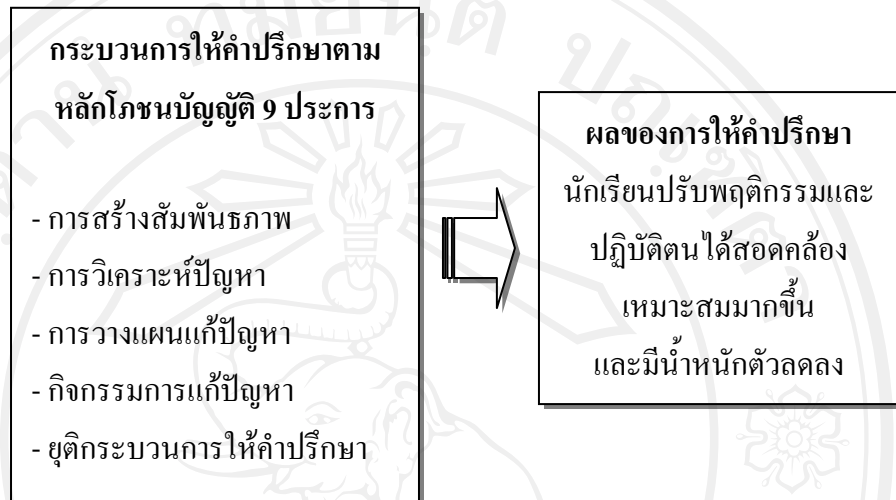 กระบวนการให้คำปรึกษาตาม
หลักโภชนบัญญัติ 9 ประการ
- การสร้างสัมพันธภาพ
- การวิเคราะห์ปัญหา
- การวางแผนแก้ปัญหา
- กิจกรรมการแก้ปัญหา
- ยุติกระบวนการให้คำปรึกษา
ผลของการให้คำปรึกษา
นักเรียนปรับพฤติกรรมและ
ปฏิบัติตนได้สอดคล้อง
เหมาะสมมากขึ้น
และมีน้ำหนักตัวลดลง